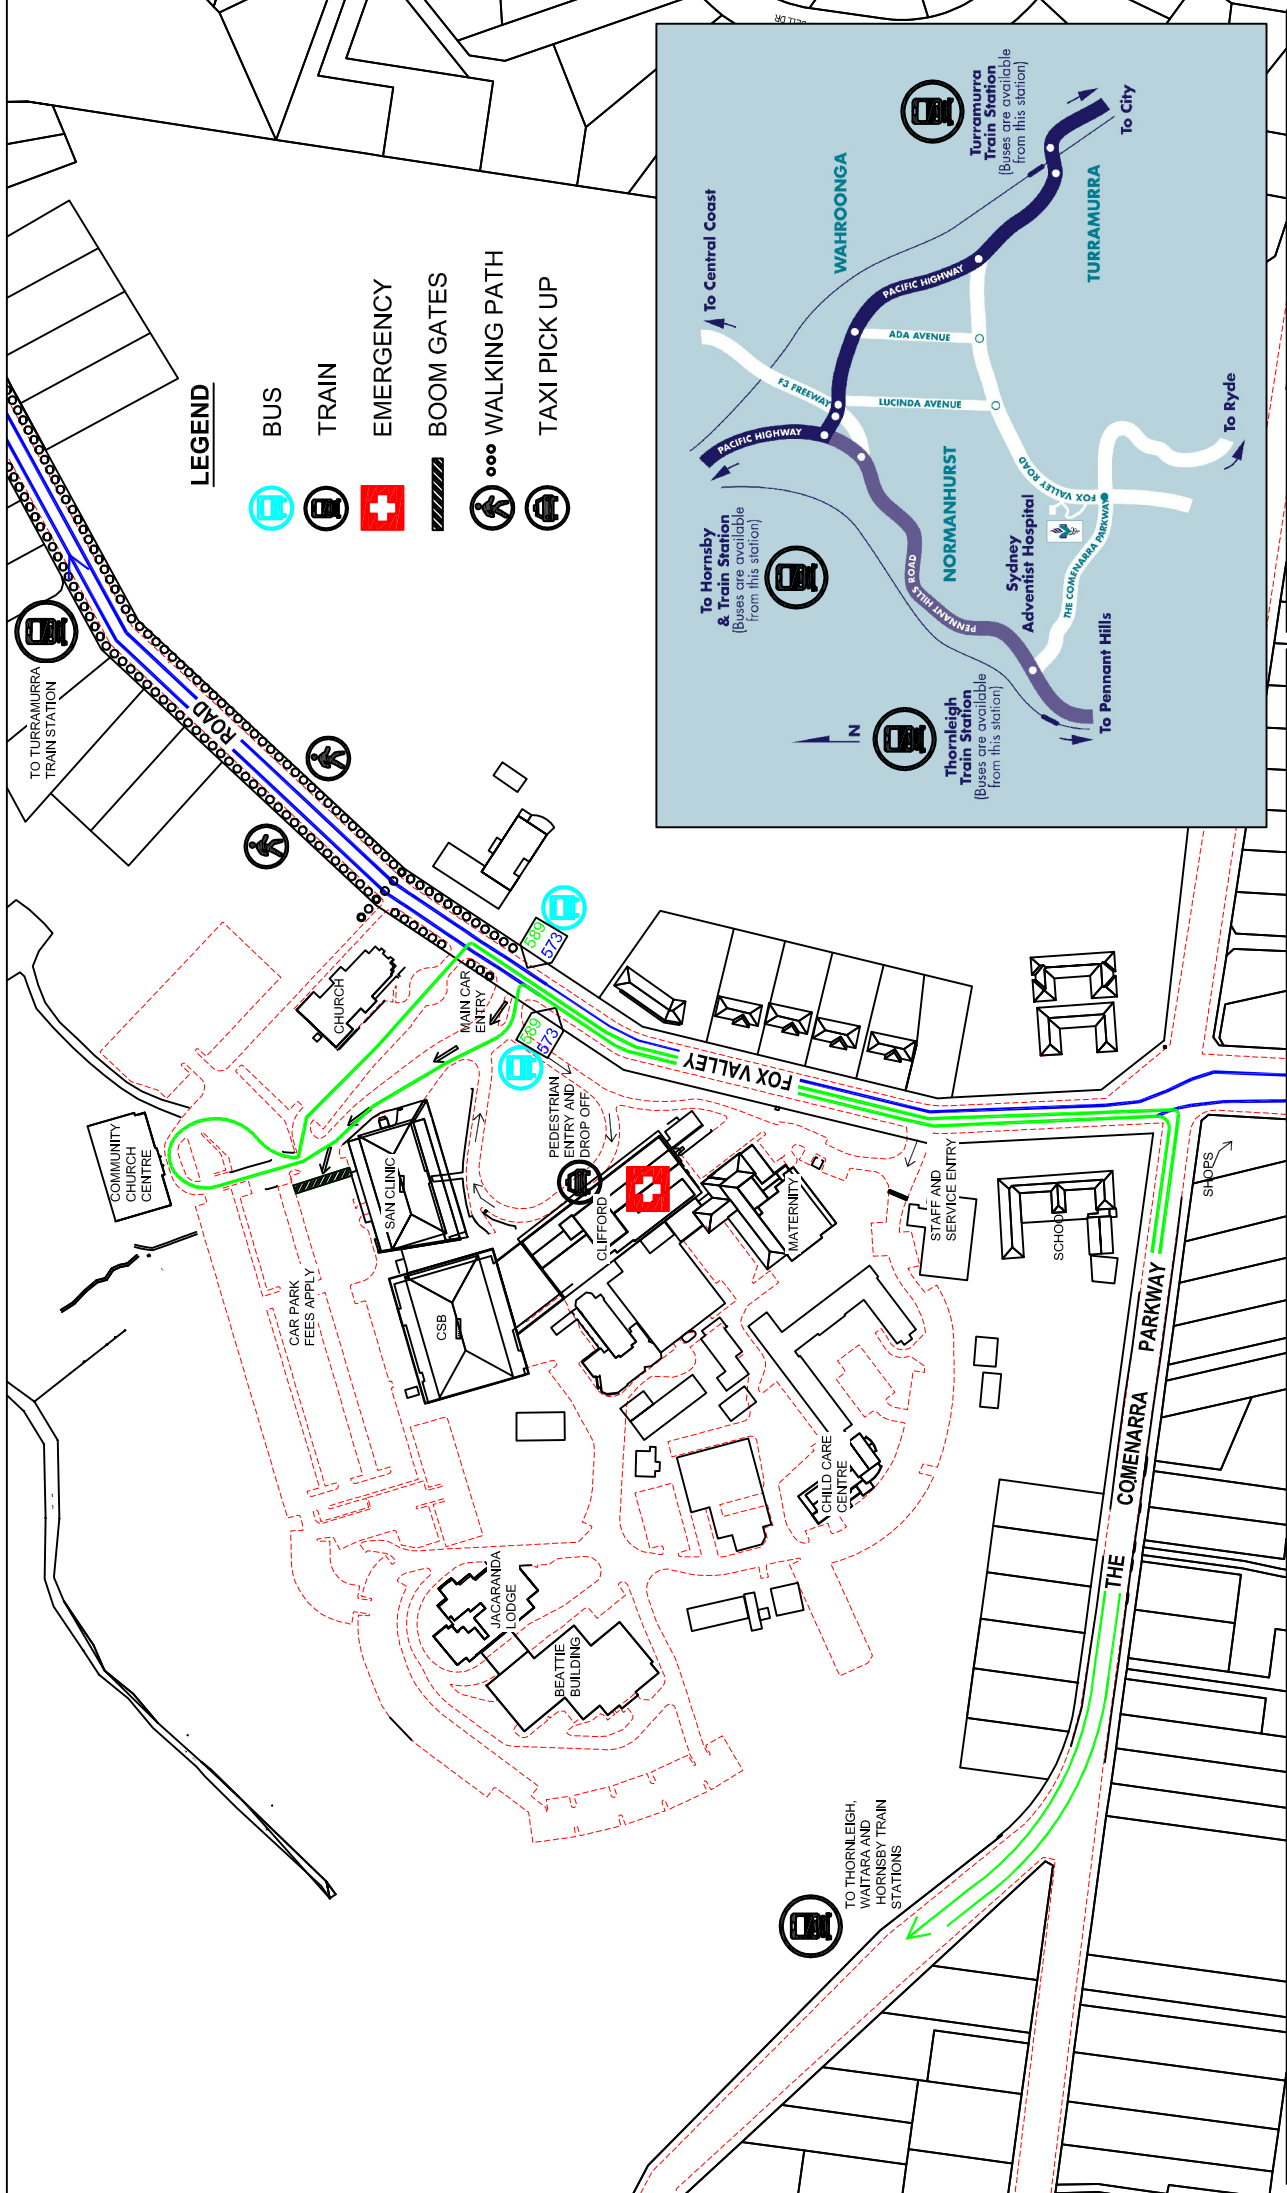 LEGEND
BUS
TRAIN
EMERGENCY
BOOM GATES
WALKING PATH
TAXI PICK UP
TO TURRAMURRA
TRAIN STATION
ROAD
COMMUNITY
CHURCH
CENTRE
CHURCH
MAIN CAR
ENTRY
589
573
589
573
PEDESTRIAN
ENTRY AND
DROP OFF
FOX VALLEY
CAR PARK
FEES APPLY
SAN CLINIC
CSB
CLIFFORD
MATERNITY
STAFF AND
SERVICE ENTRY
SCHOOL
SHOPS
CHILD CARE
CENTRE
JACARANDA
LODGE
BEATTIE
BUILDING
THE COMENARRA PARKWAY
TO THORNLEIGH,
WAITARA AND
HORNSBY TRAIN
STATIONS
To Central Coast
WAHROONGA
Turramurra
Train Station
(Buses are available
from this station)
To City
TURRAMURRA
PACIFIC HIGHWAY
ADA AVENUE
F3 FREEWAY
LUCINDA AVENUE
PACIFIC HIGHWAY
To Hornsby
& Train Station
(Buses are available
from this station)
NORMANHURST
PENNANT HILLS ROAD
Sydney
Adventist Hospital
FOX VALLEY ROAD
THE COMENARRA PARKWAY
To Ryde
N
Thornleigh
Train Station
(Buses are available
from this station)
To Pennant Hills